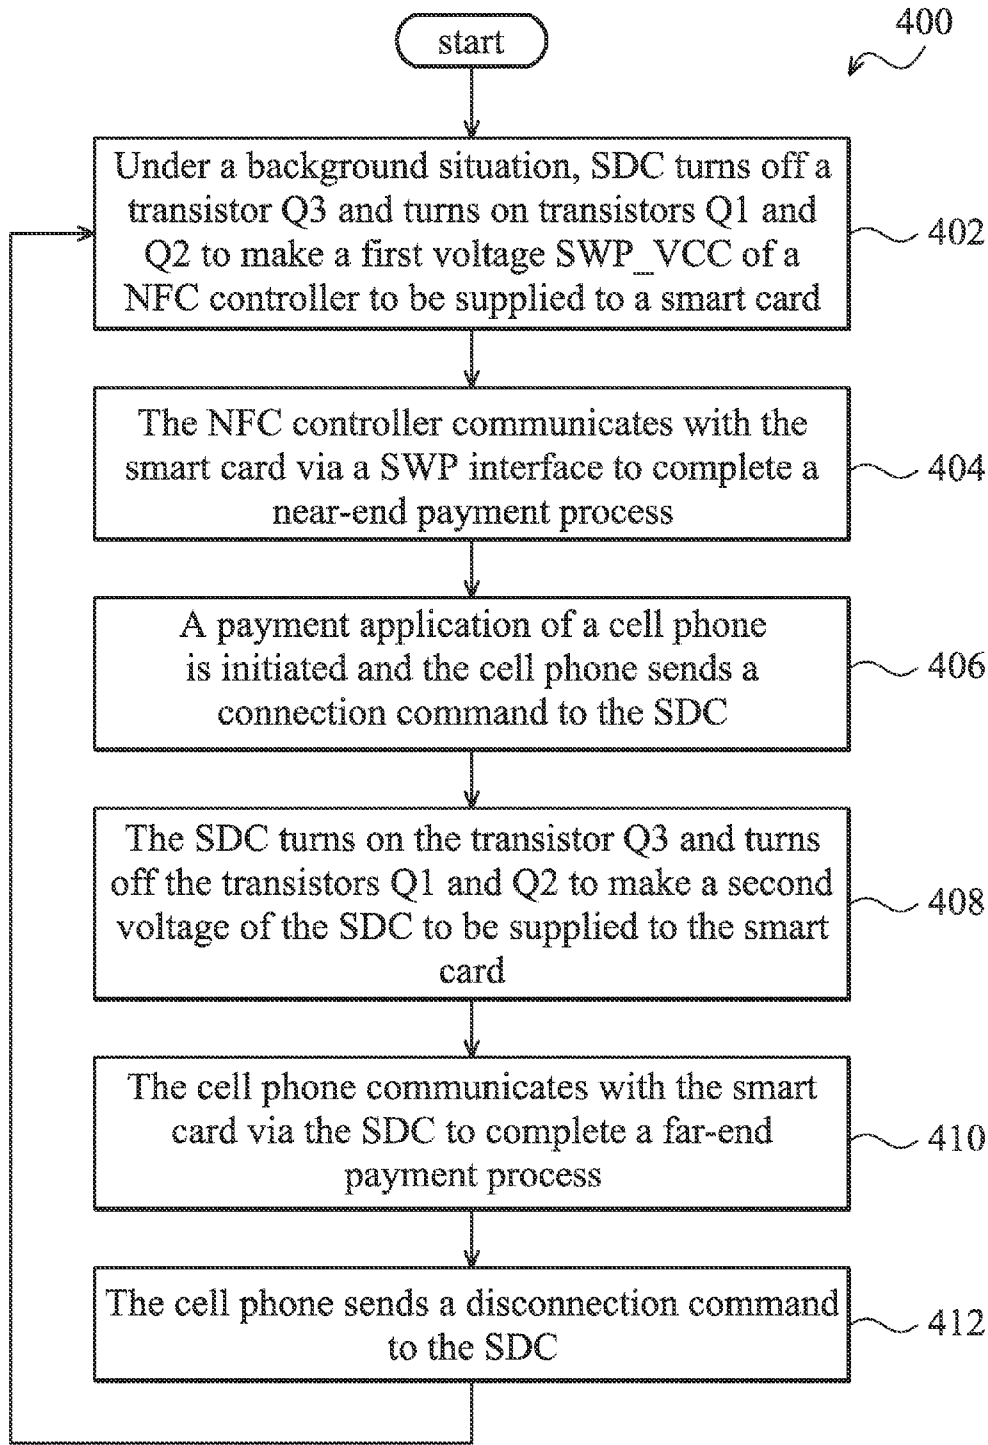 start
400
Under a background situation, SDC turns off a
transistor Q3 and turns on transistors Q1 and
Q2 to make a first voltage SWP_VCC of a
NFC controller to be supplied to a smart card
402
The NFC controller communicates with the
smart card via a SWP interface to complete a
near-end payment process
404
A payment application of a cell phone
is initiated and the cell phone sends a
connection command to the SDC
406
The SDC turns on the transistor Q3 and turns
off the transistors Q1 and Q2 to make a second
voltage of the SDC to be supplied to the smart
card
408
The cell phone communicates with the smart
card via the SDC to complete a far-end
payment process
410
The cell phone sends a disconnection command
to the SDC
412